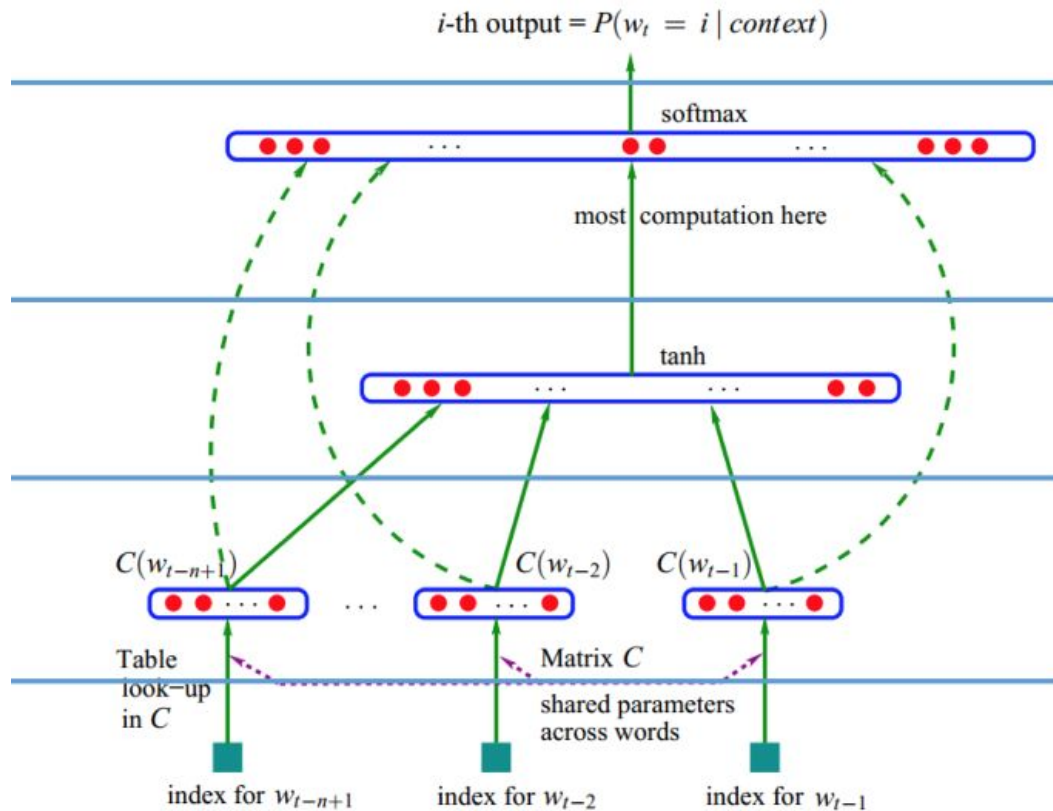 i-th output = P(w_t = i | context)
softmax
. . . . . .
most computation here
tanh
. . . . . .
C(w_{t−n+1}) C(w_{t−2}) C(w_{t−1})
. . . . . . . . . . . .
Table
look−up
in C
Matrix C
shared parameters
across words
index for w_{t−n+1} index for w_{t−2} index for w_{t−1}